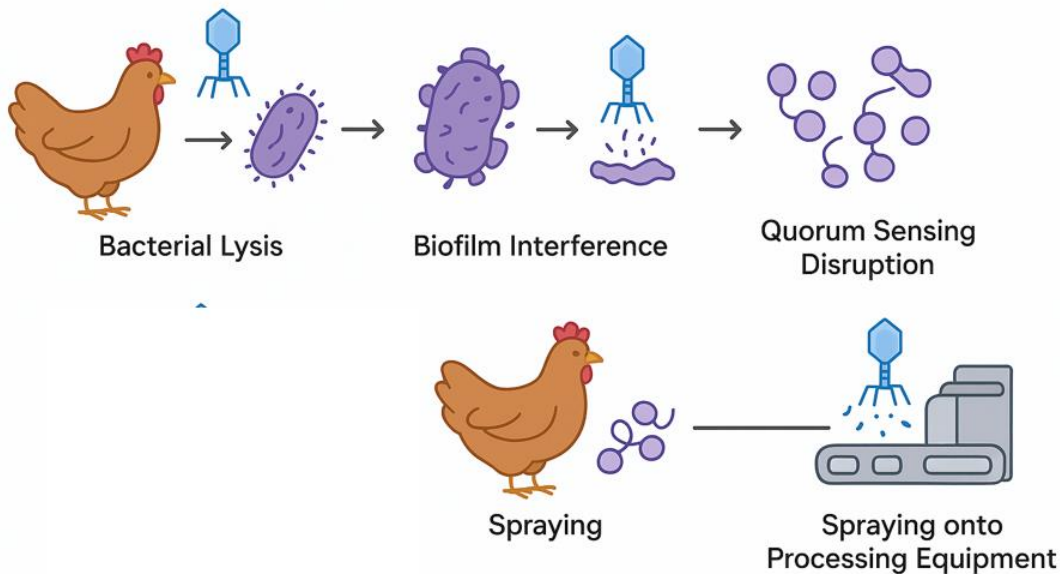 Bacterial Lysis
Biofilm Interference
Quorum Sensing
Disruption
Spraying
Spraying onto
Processing Equipment